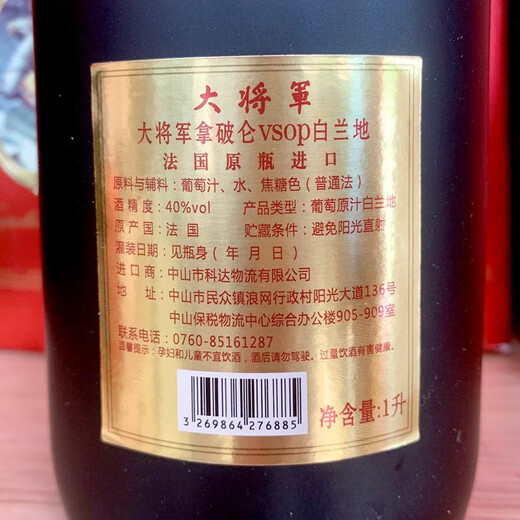 大将軍
大将军拿破仑vsop白兰地
法国原瓶进口
原料与辅料：葡萄汁、水、焦糖色（普通法）
酒精度：40%vol 产品类型：葡萄原汁白兰地
原产国：法国 贮藏条件：避免阳光直射
灌装日期：见瓶身（年月日）
进口商：中山市科达物流有限公司
地址：中山市民众镇浪网行政村阳光大道136号
中山保税物流中心综合办公楼905-909室
联系电话：0760-85161287
温馨提示：孕妇和儿童不宜饮酒，酒后请勿驾驶。过量饮酒有害健康。
净含量:1升
3 269864 276885